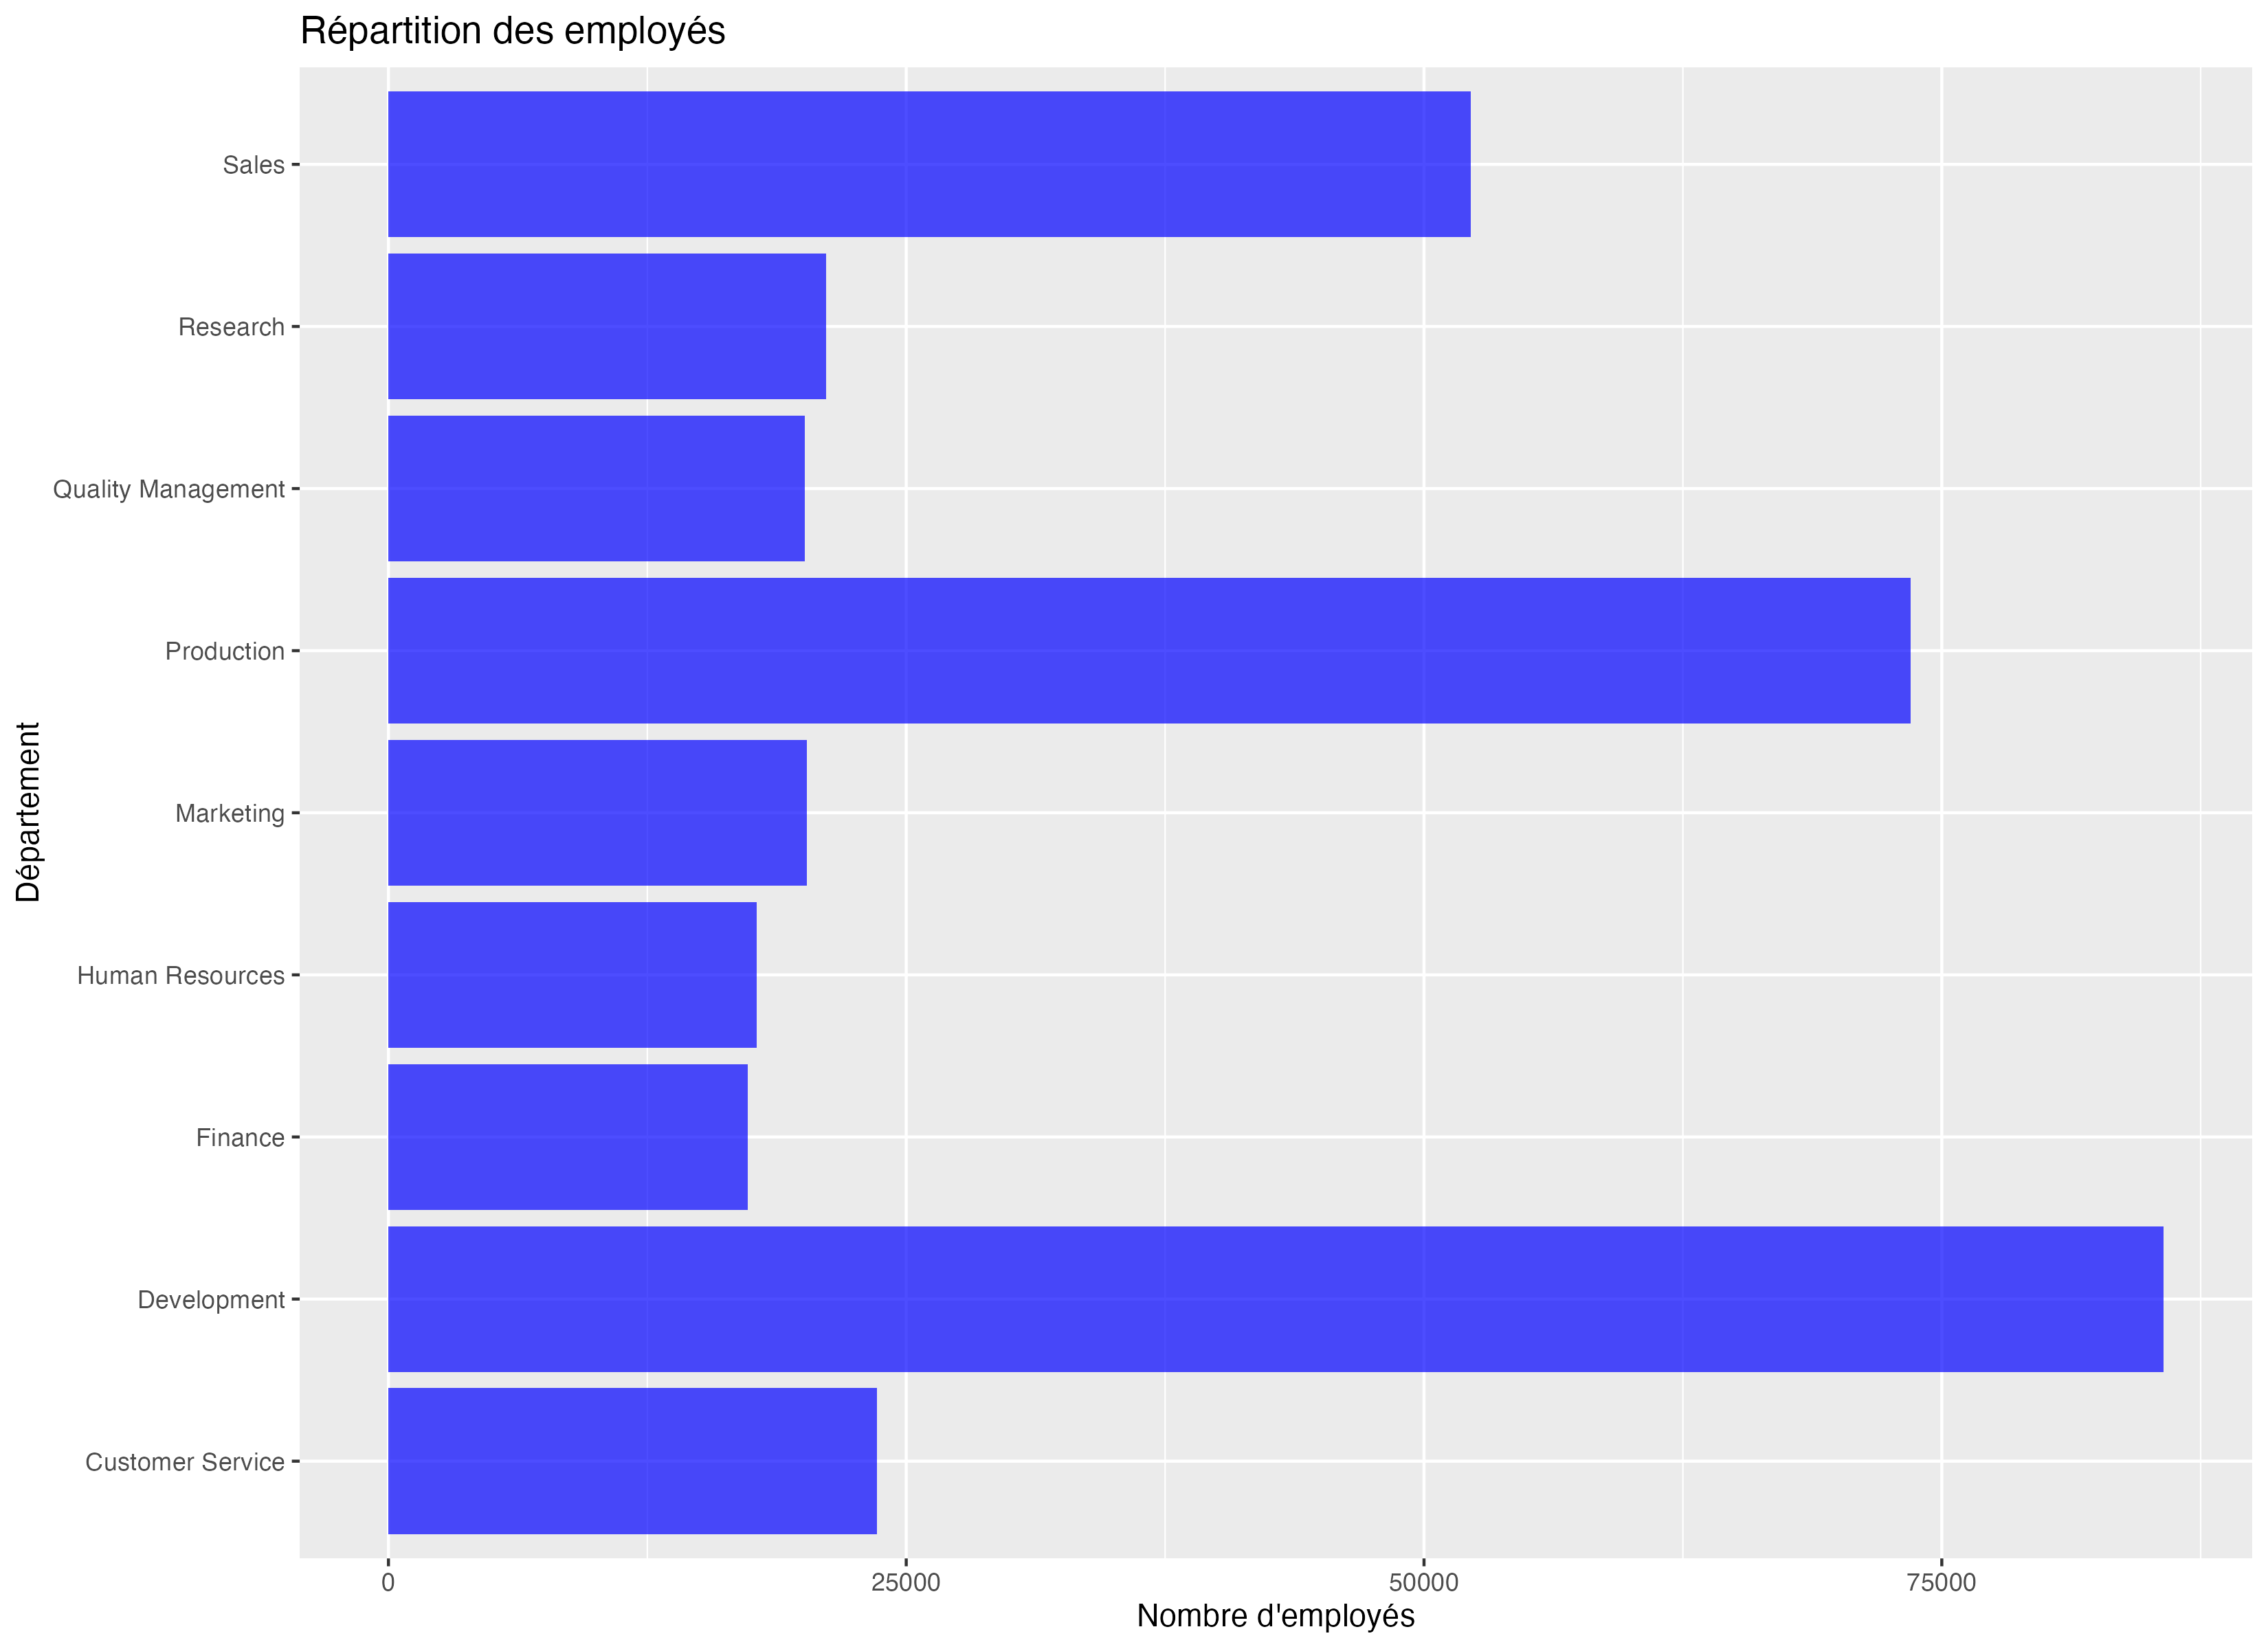 Répartition des employés
Sales
Research
Quality Management
Production
Marketing
Human Resources
Finance
Development
Customer Service
Département
0 25000 50000 75000
Nombre d'employés